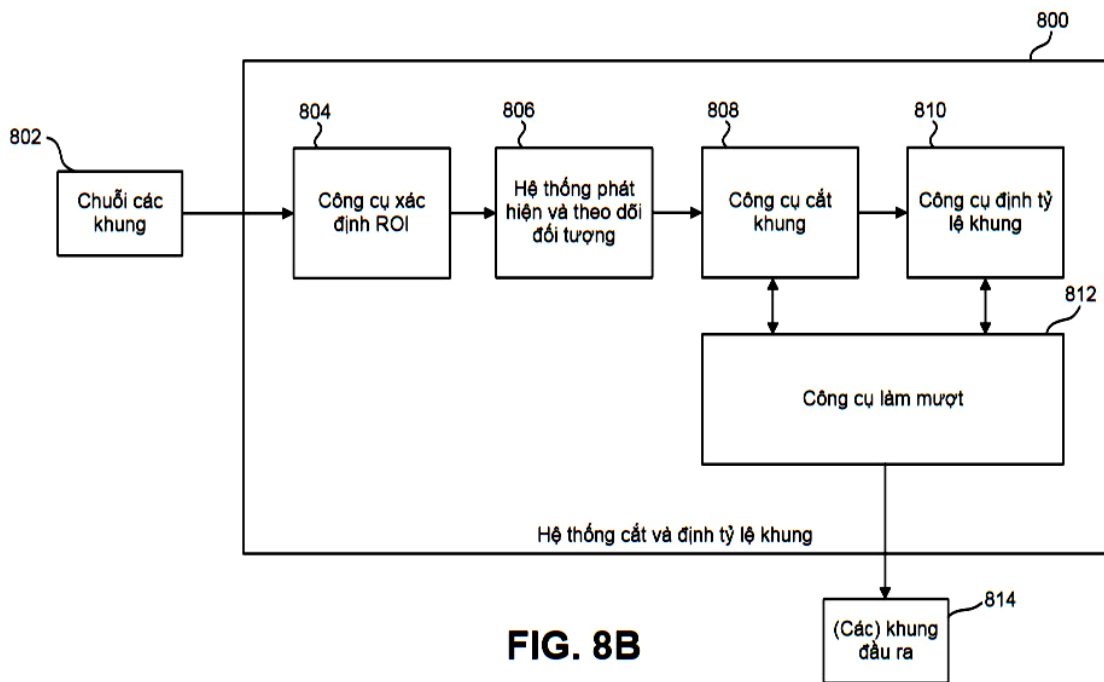 800
802
804
806
808
810
Chuỗi các
khung
Công cụ xác
định ROI
Hệ thống phát
hiện và theo dõi
đối tượng
Công cụ cắt
khung
Công cụ định tỷ
lệ khung
812
Công cụ làm mượt
Hệ thống cắt và định tỷ lệ khung
814
(Các) khung
đầu ra
FIG. 8B